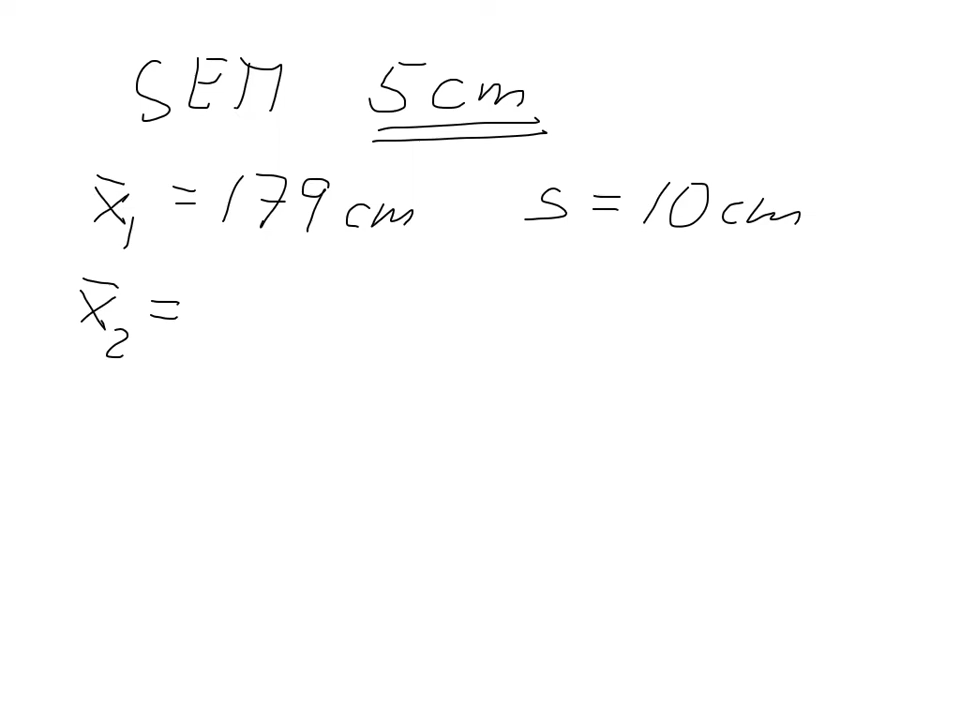 SEM 5cm
x̄₁ = 179 cm s = 10 cm
x̄₂ =